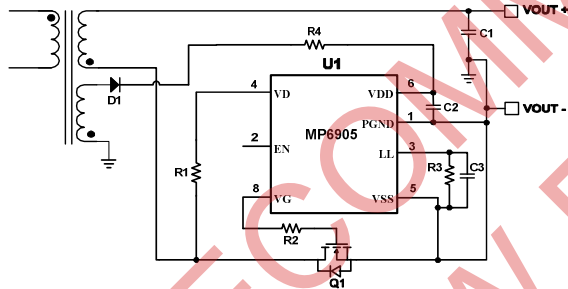 VOUT +
R4
C1
U1
D1
4
VD
VDD
6
C2
VOUT -
PGND
1
2
EN
MP6905
LL
3
R1
R3
C3
8
VG
VSS
5
R2
Q1